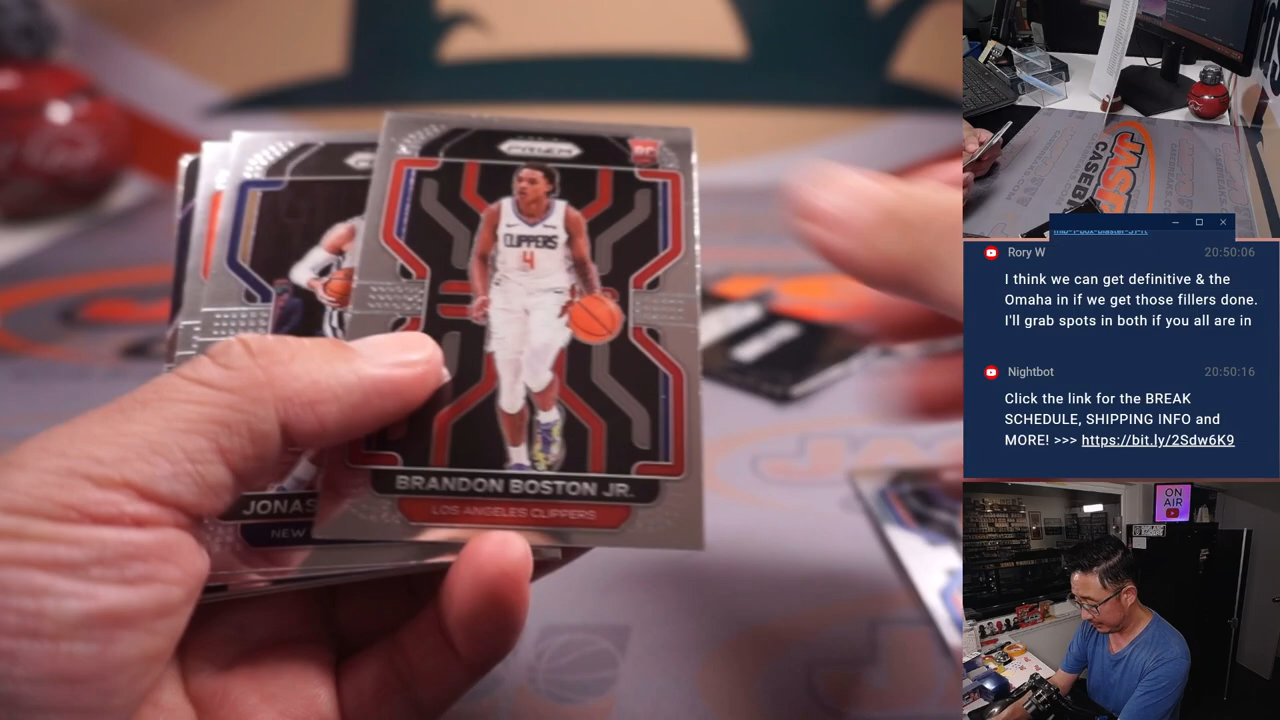 PRIZM
RC
CLIPPERS
4
BRANDON BOSTON JR.
LOS ANGELES CLIPPERS
JONAS
NEW
CASEB
Rory W
20:50:06
I think we can get definitive & the
Omaha in if we get those fillers done.
I'll grab spots in both if you all are in
Nightbot
20:50:16
Click the link for the BREAK
SCHEDULE, SHIPPING INFO and
MORE! >>> https://bit.ly/2Sdw6K9
ON
AIR